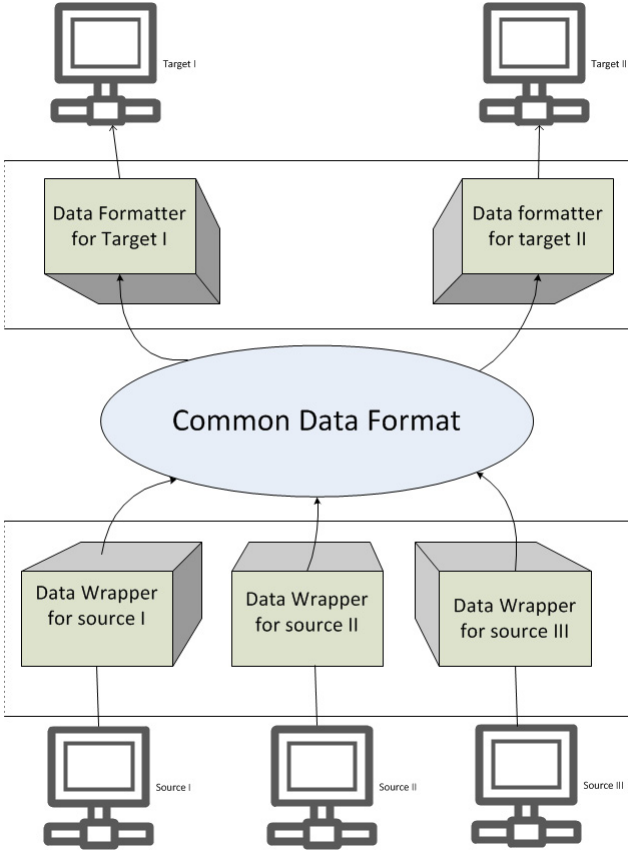 Target I
Target II
Data Formatter
for Target I
Data formatter
for target II
Common Data Format
Data Wrapper
for source I
Data Wrapper
for source II
Data Wrapper
for source III
Source I
Source II
Source III